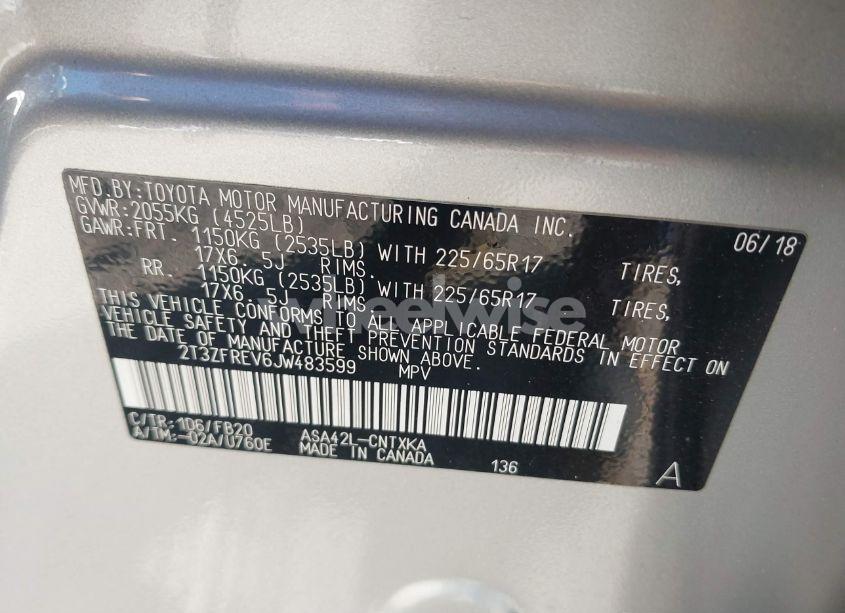 MFD.BY:TOYOTA MOTOR MANUFACTURING CANADA INC.
GVWR:2055KG (4525LB) 06/18
GAWR:FRT. 1150KG (2535LB) WITH 225/65R17 TIRES,
17X6. 5J RIMS.
RR. 1150KG (2535LB) WITH 225/65R17 TIRES,
17X6. 5J RIMS.
THIS VEHICLE CONFORMS TO ALL APPLICABLE FEDERAL MOTOR
VEHICLE SAFETY AND THEFT PREVENTION STANDARDS IN EFFECT ON
THE DATE OF MANUFACTURE SHOWN ABOVE.
2T3ZFREV6JW483599 MPV
C/TR:1D6/FB20 ASA42L-CNTXKA
A/TM:-02A/U760E MADE IN CANADA 136 A
wheelwise